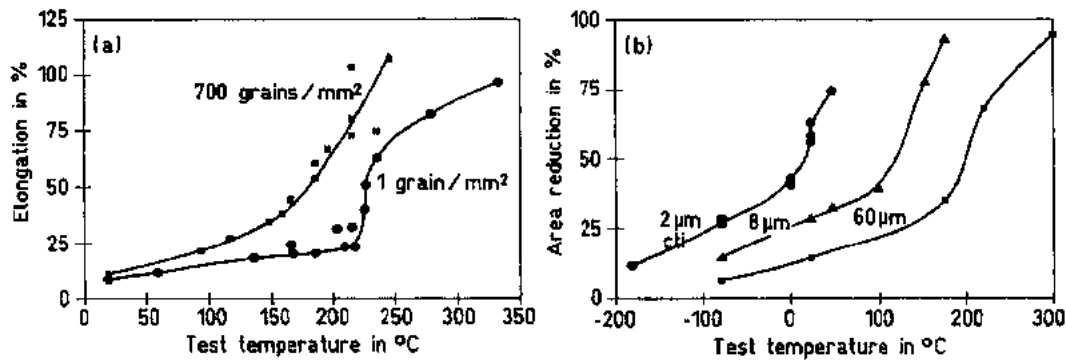 (a)
Elongation in %
125
100
75
50
25
0
700 grains/mm²
1 grain/mm²
0 50 100 150 200 250 300 350
Test temperature in °C
(b)
Area reduction in %
100
75
50
25
0
2 µm 8 µm 60 µm
-200 -100 0 100 200 300
Test temperature in °C